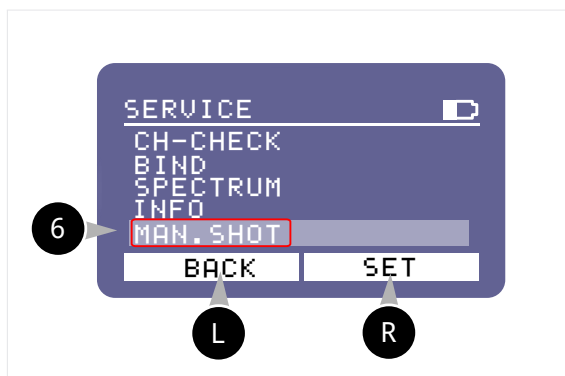 SERVICE
CH-CHECK
BIND
SPECTRUM
INFO
6
MAN.SHOT
BACK SET
L R